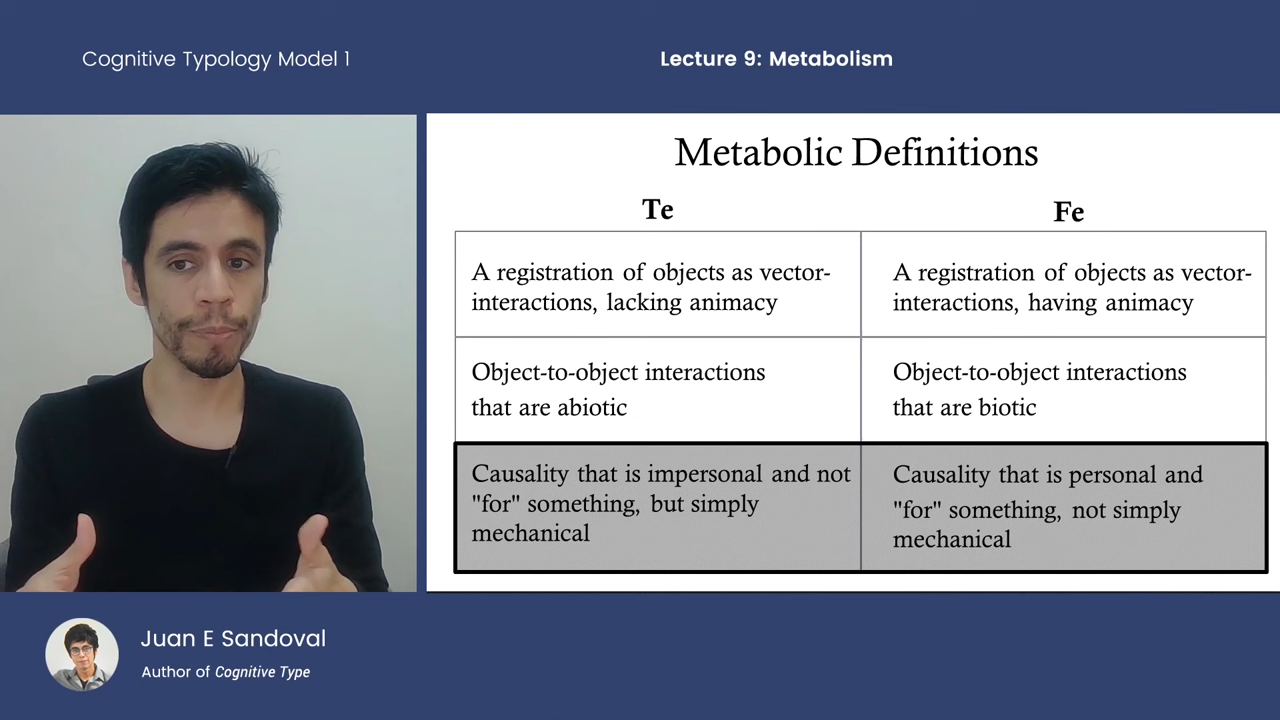 Cognitive Typology Model 1
Lecture 9: Metabolism
Metabolic Definitions
Te
Fe
A registration of objects as vector-
interactions, lacking animacy
A registration of objects as vector-
interactions, having animacy
Object-to-object interactions
that are abiotic
Object-to-object interactions
that are biotic
Causality that is impersonal and not
"for" something, but simply
mechanical
Causality that is personal and
"for" something, not simply
mechanical
Juan E Sandoval
Author of Cognitive Type